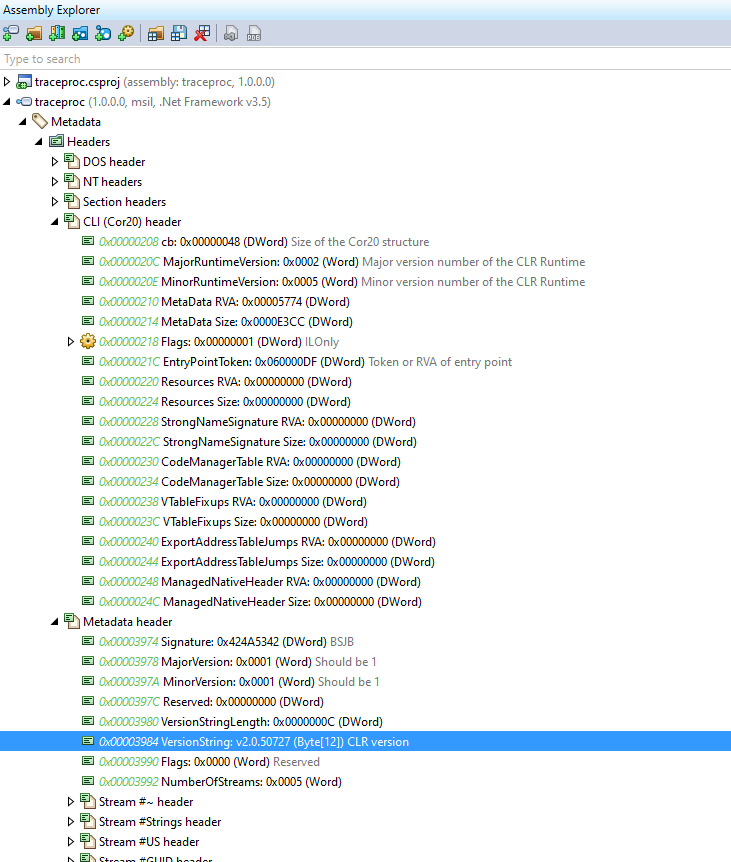 Assembly Explorer
Type to search
traceproc.csproj (assembly: traceproc, 1.0.0.0)
traceproc (1.0.0.0, msil, .Net Framework v3.5)
Metadata
Headers
DOS header
NT headers
Section headers
CLI (Cor20) header
0x00000208 cb: 0x00000048 (DWord) Size of the Cor20 structure
0x0000020C MajorRuntimeVersion: 0x0002 (Word) Major version number of the CLR Runtime
0x0000020E MinorRuntimeVersion: 0x0005 (Word) Minor version number of the CLR Runtime
0x00000210 MetaData RVA: 0x00005774 (DWord)
0x00000214 MetaData Size: 0x0000E3CC (DWord)
0x00000218 Flags: 0x00000001 (DWord) ILOnly
0x0000021C EntryPointToken: 0x060000DF (DWord) Token or RVA of entry point
0x00000220 Resources RVA: 0x00000000 (DWord)
0x00000224 Resources Size: 0x00000000 (DWord)
0x00000228 StrongNameSignature RVA: 0x00000000 (DWord)
0x0000022C StrongNameSignature Size: 0x00000000 (DWord)
0x00000230 CodeManagerTable RVA: 0x00000000 (DWord)
0x00000234 CodeManagerTable Size: 0x00000000 (DWord)
0x00000238 VTableFixups RVA: 0x00000000 (DWord)
0x0000023C VTableFixups Size: 0x00000000 (DWord)
0x00000240 ExportAddressTableJumps RVA: 0x00000000 (DWord)
0x00000244 ExportAddressTableJumps Size: 0x00000000 (DWord)
0x00000248 ManagedNativeHeader RVA: 0x00000000 (DWord)
0x0000024C ManagedNativeHeader Size: 0x00000000 (DWord)
Metadata header
0x00003974 Signature: 0x424A5342 (DWord) BSJB
0x00003978 MajorVersion: 0x0001 (Word) Should be 1
0x0000397A MinorVersion: 0x0001 (Word) Should be 1
0x0000397C Reserved: 0x00000000 (DWord)
0x00003980 VersionStringLength: 0x0000000C (DWord)
0x00003984 VersionString: v2.0.50727 (Byte[12]) CLR version
0x00003990 Flags: 0x0000 (Word) Reserved
0x00003992 NumberOfStreams: 0x0005 (Word)
Stream #~ header
Stream #Strings header
Stream #US header
Stream #GUID header